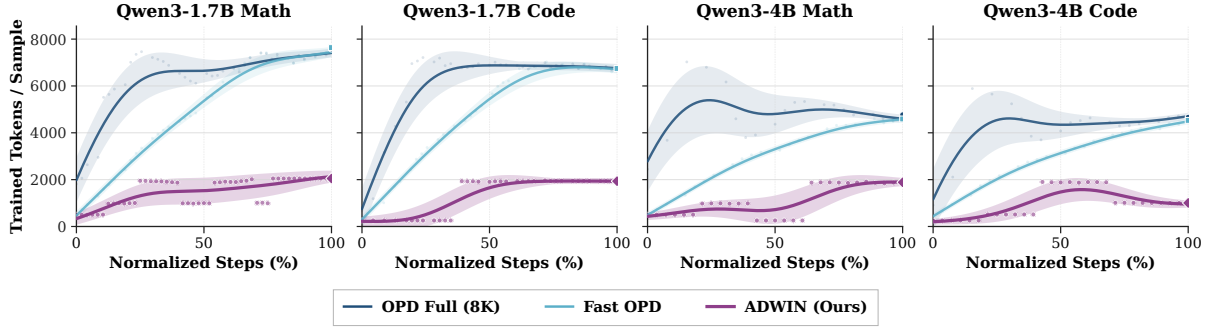 Qwen3-1.7B Math
Qwen3-1.7B Code
Qwen3-4B Math
Qwen3-4B Code
Trained Tokens / Sample
8000
6000
4000
2000
0
0 50 100
0 50 100
0 50 100
0 50 100
Normalized Steps (%)
Normalized Steps (%)
Normalized Steps (%)
Normalized Steps (%)
OPD Full (8K)
Fast OPD
ADWIN (Ours)